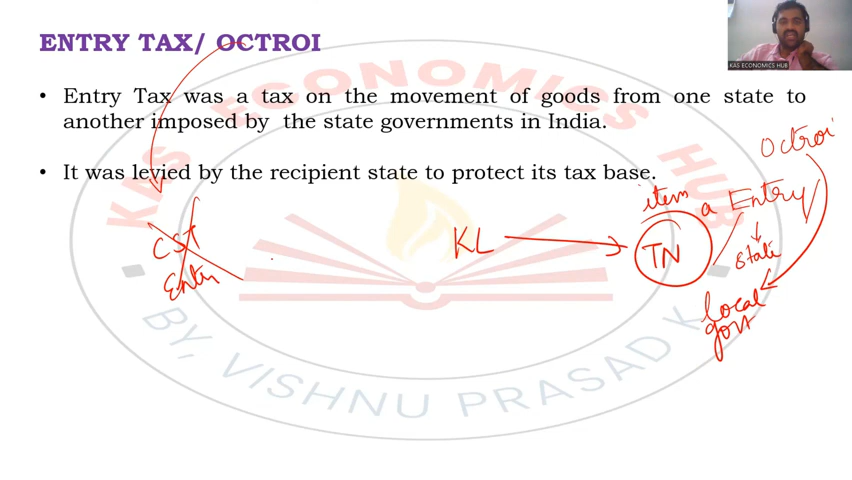 ENTRY TAX/ OCTROI
KAS ECONOMICS HUB
• Entry Tax was a tax on the movement of goods from one state to
another imposed by the state governments in India.
• It was levied by the recipient state to protect its tax base.
KAS ECONOMICS HUB
BY, VISHNU PRASAD K
Octroi
item a Entry
CST
KL
TN
state
Enter
local
govt